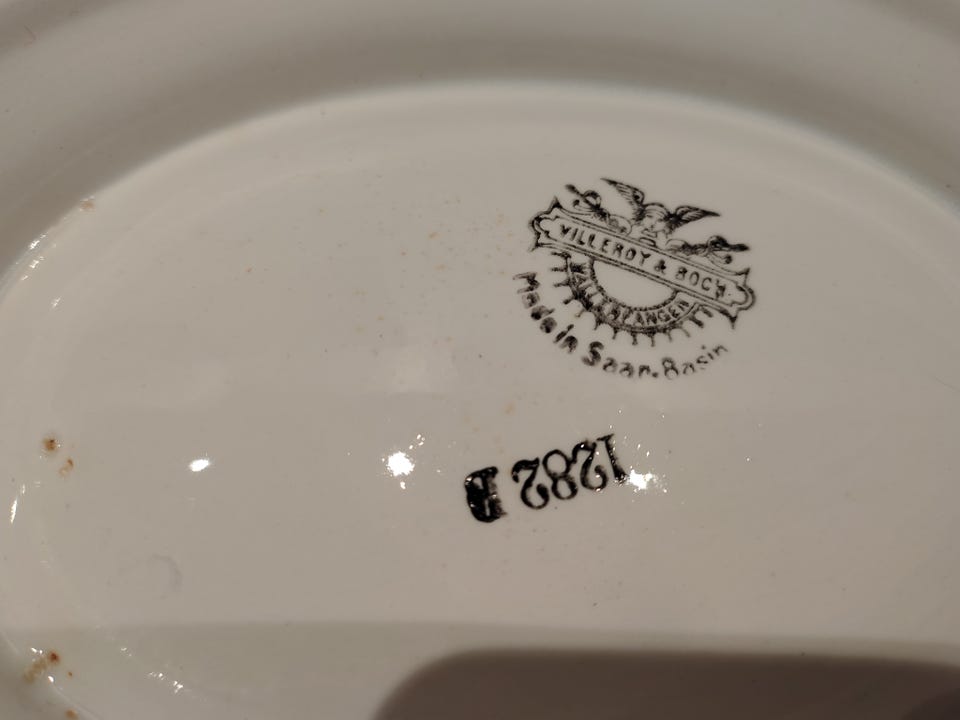 VILLEROY & BOCH
WALLERFANGEN
Made in Saar-Basin
1282 B